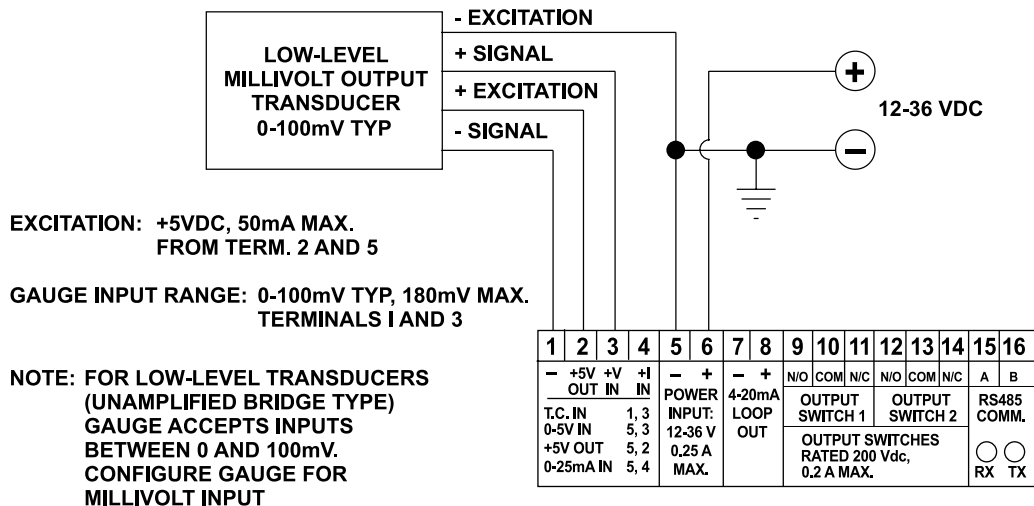 - EXCITATION
LOW-LEVEL
MILLIVOLT OUTPUT
TRANSDUCER
0-100mV TYP
+ SIGNAL
+ EXCITATION
- SIGNAL
+
12-36 VDC
−
EXCITATION: +5VDC, 50mA MAX.
FROM TERM. 2 AND 5
GAUGE INPUT RANGE: 0-100mV TYP, 180mV MAX.
TERMINALS I AND 3
NOTE: FOR LOW-LEVEL TRANSDUCERS
(UNAMPLIFIED BRIDGE TYPE)
GAUGE ACCEPTS INPUTS
BETWEEN 0 AND 100mV.
CONFIGURE GAUGE FOR
MILLIVOLT INPUT
1 2 3 4 5 6 7 8 9 10 11 12 13 14 15 16
− +5V OUT +V IN +I IN
T.C. IN 1, 3
0-5V IN 5, 3
+5V OUT 5, 2
0-25mA IN 5, 4
− +
POWER
INPUT:
12-36 V
0.25 A
MAX.
− +
4-20mA
LOOP
OUT
N/O COM N/C N/O COM N/C
OUTPUT
SWITCH 1
OUTPUT
SWITCH 2
OUTPUT SWITCHES
RATED 200 Vdc,
0.2 A MAX.
A B
RS485
COMM.
RX TX